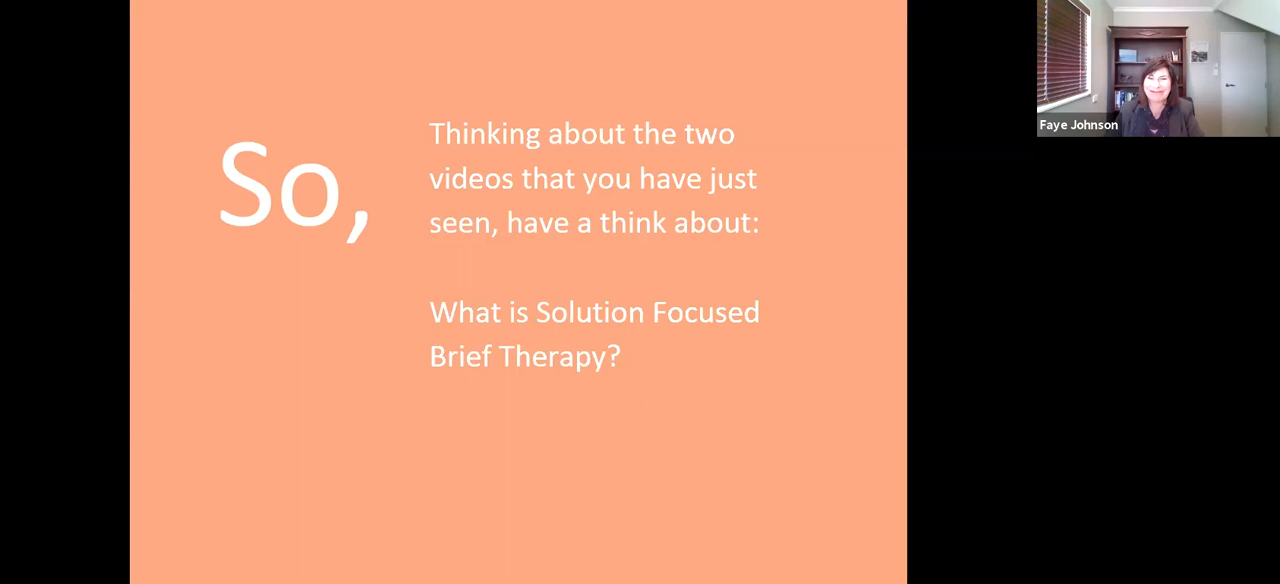 So,
Thinking about the two
videos that you have just
seen, have a think about:
What is Solution Focused
Brief Therapy?
Faye Johnson